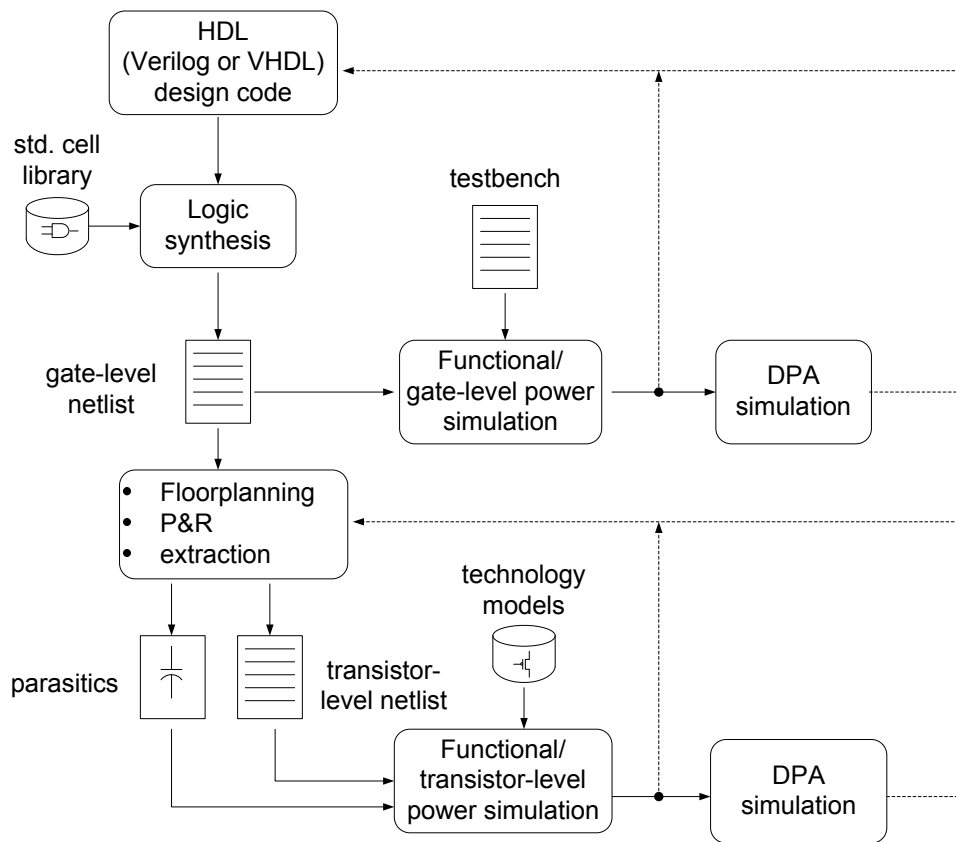 HDL
(Verilog or VHDL)
design code
std. cell
library
Logic
synthesis
testbench
gate-level
netlist
Functional/
gate-level power
simulation
DPA
simulation
• Floorplanning
• P&R
• extraction
technology
models
parasitics
transistor-
level netlist
Functional/
transistor-level
power simulation
DPA
simulation